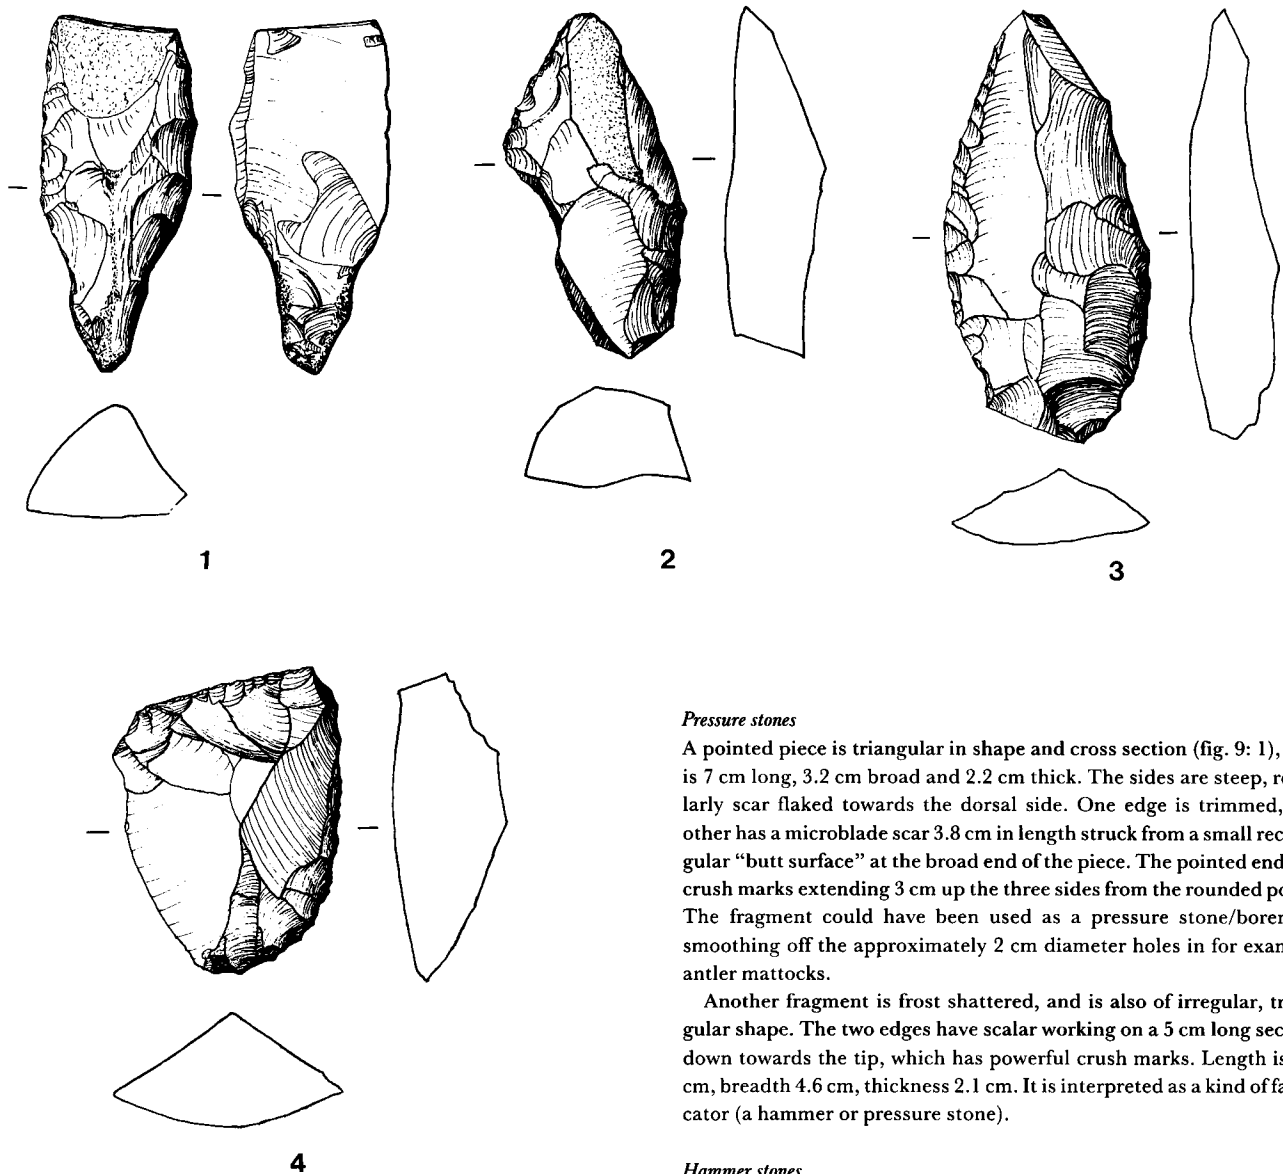 1
2
3
4
Pressure stones
A pointed piece is triangular in shape and cross section (fig. 9: 1),
is 7 cm long, 3.2 cm broad and 2.2 cm thick. The sides are steep, re
larly scar flaked towards the dorsal side. One edge is trimmed,
other has a microblade scar 3.8 cm in length struck from a small rec
gular “butt surface” at the broad end of the piece. The pointed end
crush marks extending 3 cm up the three sides from the rounded po
The fragment could have been used as a pressure stone/borer
smoothing off the approximately 2 cm diameter holes in for
antler mattocks.
Another fragment is frost shattered, and is also of irregular, tr
gular shape. The two edges have scalar working on a 5 cm long sec
down towards the tip, which has powerful crush marks. Length is
cm, breadth 4.6 cm, thickness 2.1 cm. It is interpreted as a kind of fa
cator (a hammer or pressure stone).
Hammer stones